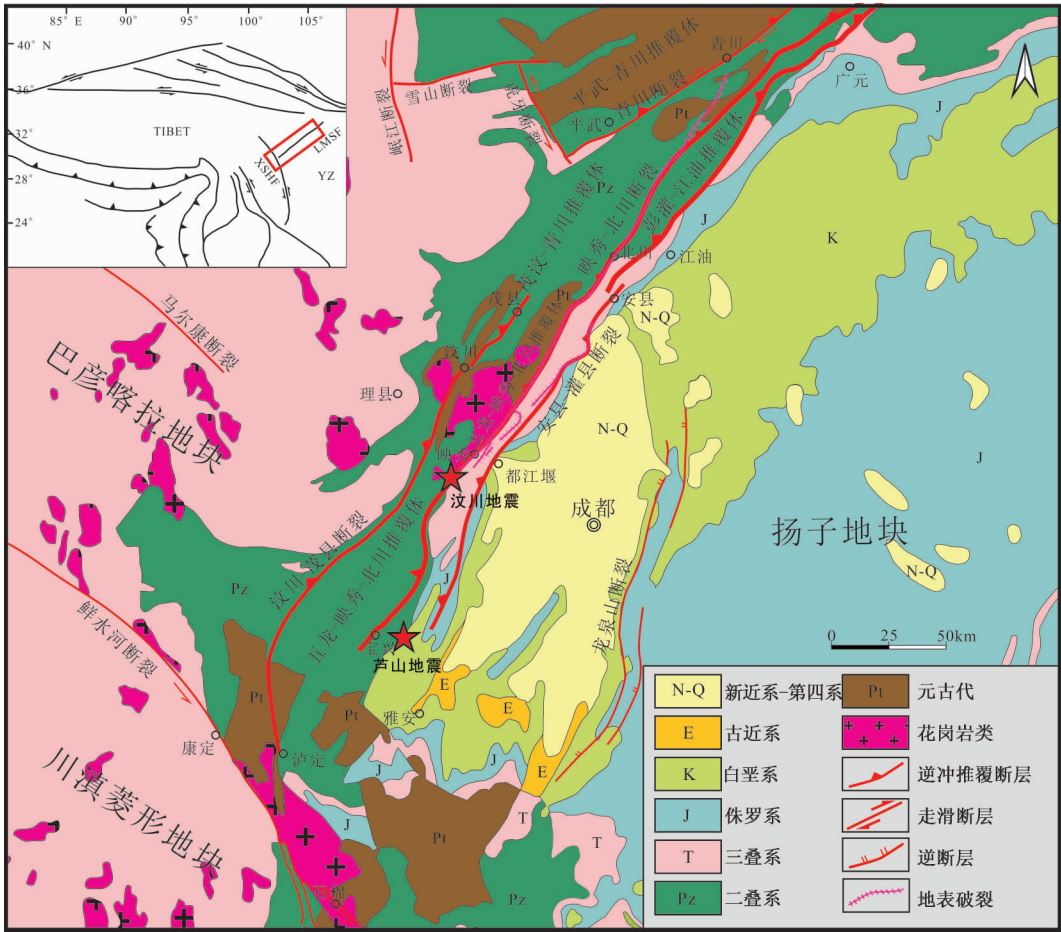 85° E
90°
95°
100°
105°
40° N
36°
32°
28°
24°
TIBET
XSHF
LMSF
YZ
岷江断裂
雪山断裂
虎牙断裂
平武-青川推覆体
平武-青川断裂
青川
平武
Pt
广元
J
Pz
茂汶-青川推覆体
映秀-北川断裂
彭灌-江油推覆体
K
J
北川
江油
安县
N-Q
茂县
Pt
马尔康断裂
巴彦喀拉地块
汶川
理县
安县-灌县断裂
N-Q
J
映秀
都江堰
汶川地震
成都
扬子地块
N-Q
汶川-茂县断裂
五龙-映秀-北川推覆体
龙泉山断裂
J
Pz
鲜水河断裂
宝兴
芦山地震
0 25 50km
Pt
Pt
E
E
雅安
康定
泸定
J
J
E
川滇菱形地块
J
Pt
T
T
石棉
Pz
N-Q 新近系-第四系
E 古近系
K 白垩系
J 侏罗系
T 三叠系
Pz 二叠系
Pt 元古代
花岗岩类
逆冲推覆断层
走滑断层
逆断层
地表破裂